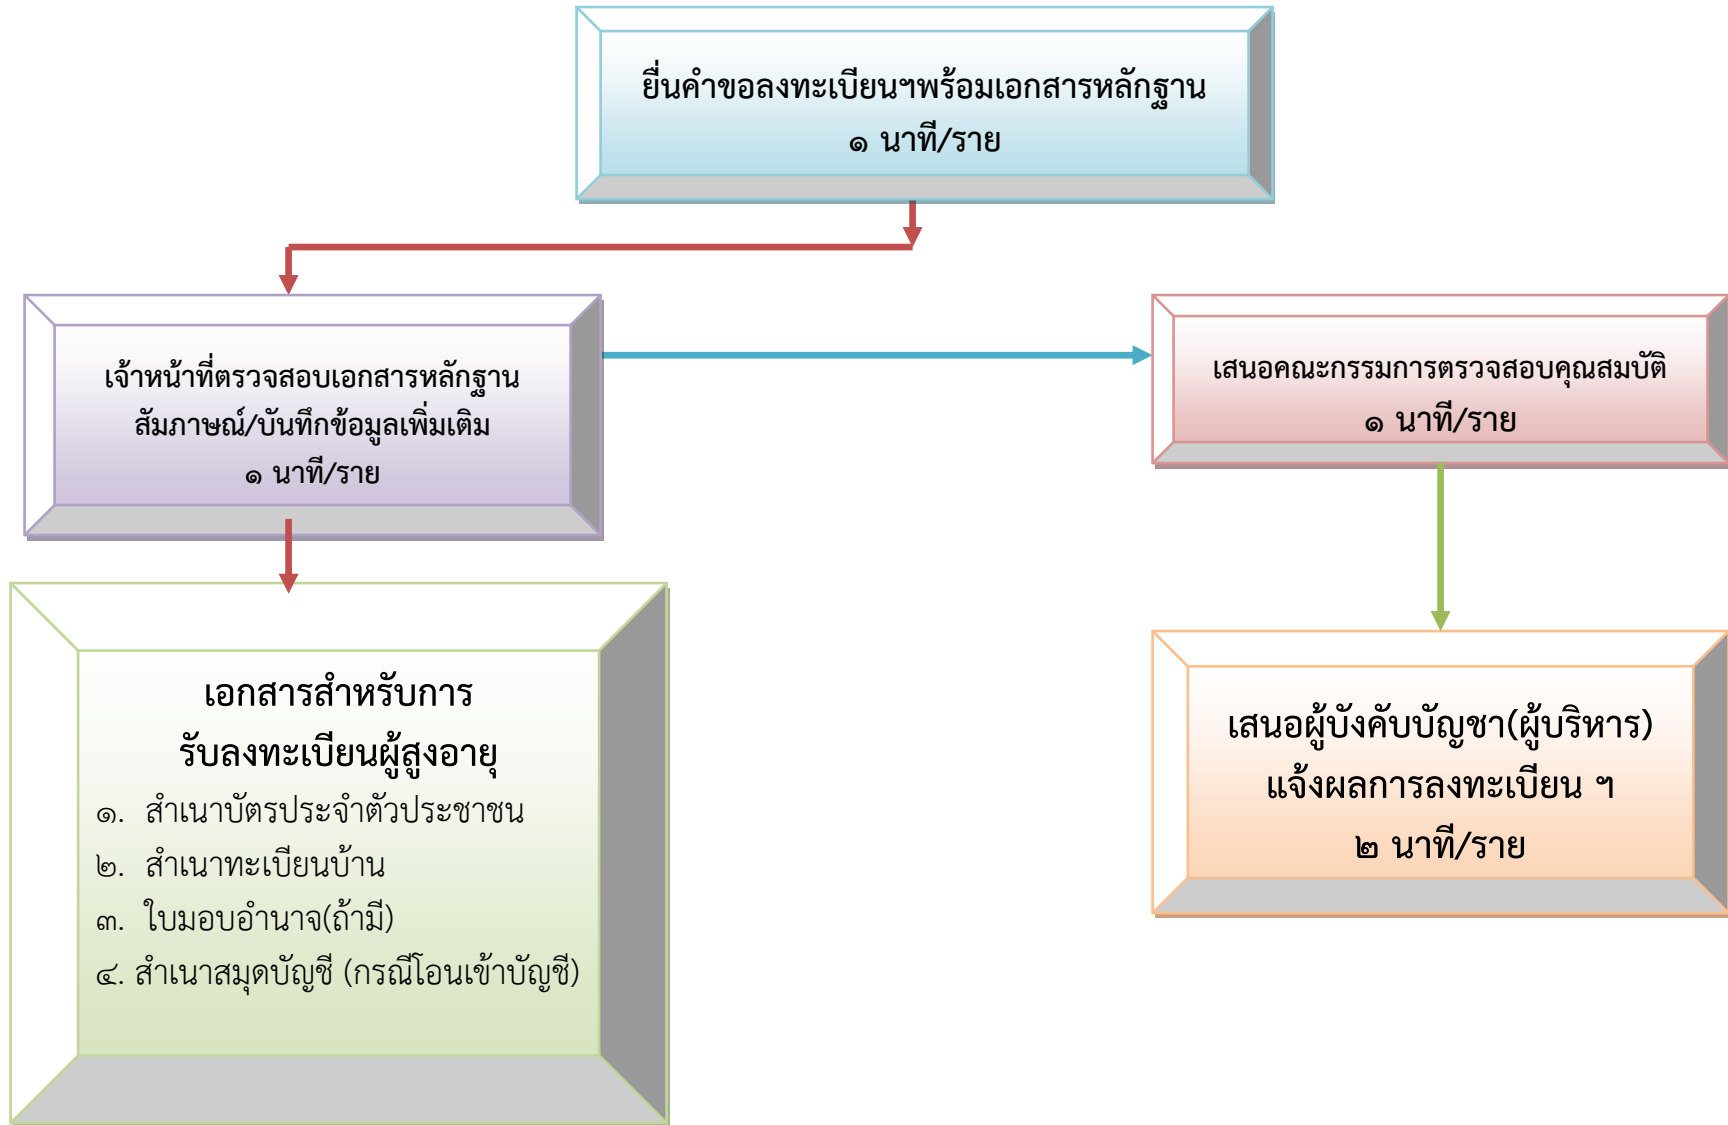 ยื่นคำขอลงทะเบียนฯพร้อมเอกสารหลักฐาน
๑ นาที/ราย
เจ้าหน้าที่ตรวจสอบเอกสารหลักฐาน
สัมภาษณ์/บันทึกข้อมูลเพิ่มเติม
๑ นาที/ราย
เสนอคณะกรรมการตรวจสอบคุณสมบัติ
๑ นาที/ราย
เอกสารสำหรับการ
รับลงทะเบียนผู้สูงอายุ
๑. สำเนาบัตรประจำตัวประชาชน
๒. สำเนาทะเบียนบ้าน
๓. ใบมอบอำนาจ(ถ้ามี)
๔. สำเนาสมุดบัญชี (กรณีโอนเข้าบัญชี)
เสนอผู้บังคับบัญชา(ผู้บริหาร)
แจ้งผลการลงทะเบียน ฯ
๒ นาที/ราย